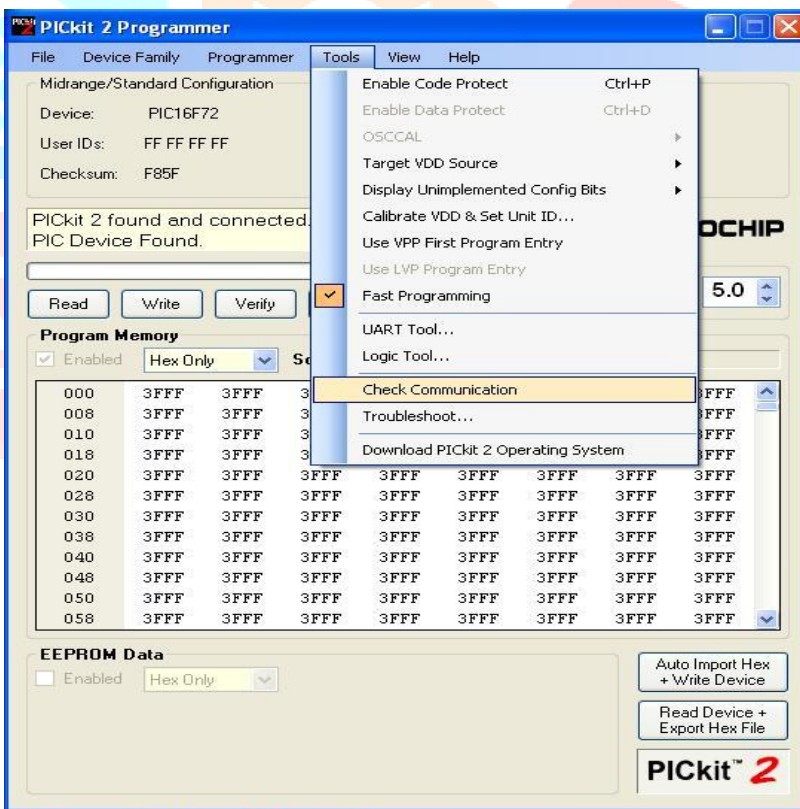 PICkit 2 Programmer
File Device Family Programmer Tools View Help
Midrange/Standard Configuration
Device: PIC16F72
User IDs: FF FF FF FF
Checksum: F85F
PICkit 2 found and connected.
PIC Device Found.
OCHIP
Read Write Verify
5.0
Enable Code Protect Ctrl+P
Enable Data Protect Ctrl+D
OSCCAL
Target VDD Source
Display Unimplemented Config Bits
Calibrate VDD & Set Unit ID...
Use VPP First Program Entry
Use LVP Program Entry
Fast Programming
UART Tool...
Logic Tool...
Check Communication
Troubleshoot...
Download PICkit 2 Operating System
Program Memory
Enabled Hex Only
000 3FFF 3FFF 3FFF
008 3FFF 3FFF 3FFF
010 3FFF 3FFF 3FFF
018 3FFF 3FFF 3FFF
020 3FFF 3FFF 3FFF 3FFF 3FFF 3FFF 3FFF 3FFF
028 3FFF 3FFF 3FFF 3FFF 3FFF 3FFF 3FFF 3FFF
030 3FFF 3FFF 3FFF 3FFF 3FFF 3FFF 3FFF 3FFF
038 3FFF 3FFF 3FFF 3FFF 3FFF 3FFF 3FFF 3FFF
040 3FFF 3FFF 3FFF 3FFF 3FFF 3FFF 3FFF 3FFF
048 3FFF 3FFF 3FFF 3FFF 3FFF 3FFF 3FFF 3FFF
050 3FFF 3FFF 3FFF 3FFF 3FFF 3FFF 3FFF 3FFF
058 3FFF 3FFF 3FFF 3FFF 3FFF 3FFF 3FFF 3FFF
EEPROM Data
Enabled Hex Only
Auto Import Hex
+ Write Device
Read Device +
Export Hex File
PICkit™ 2